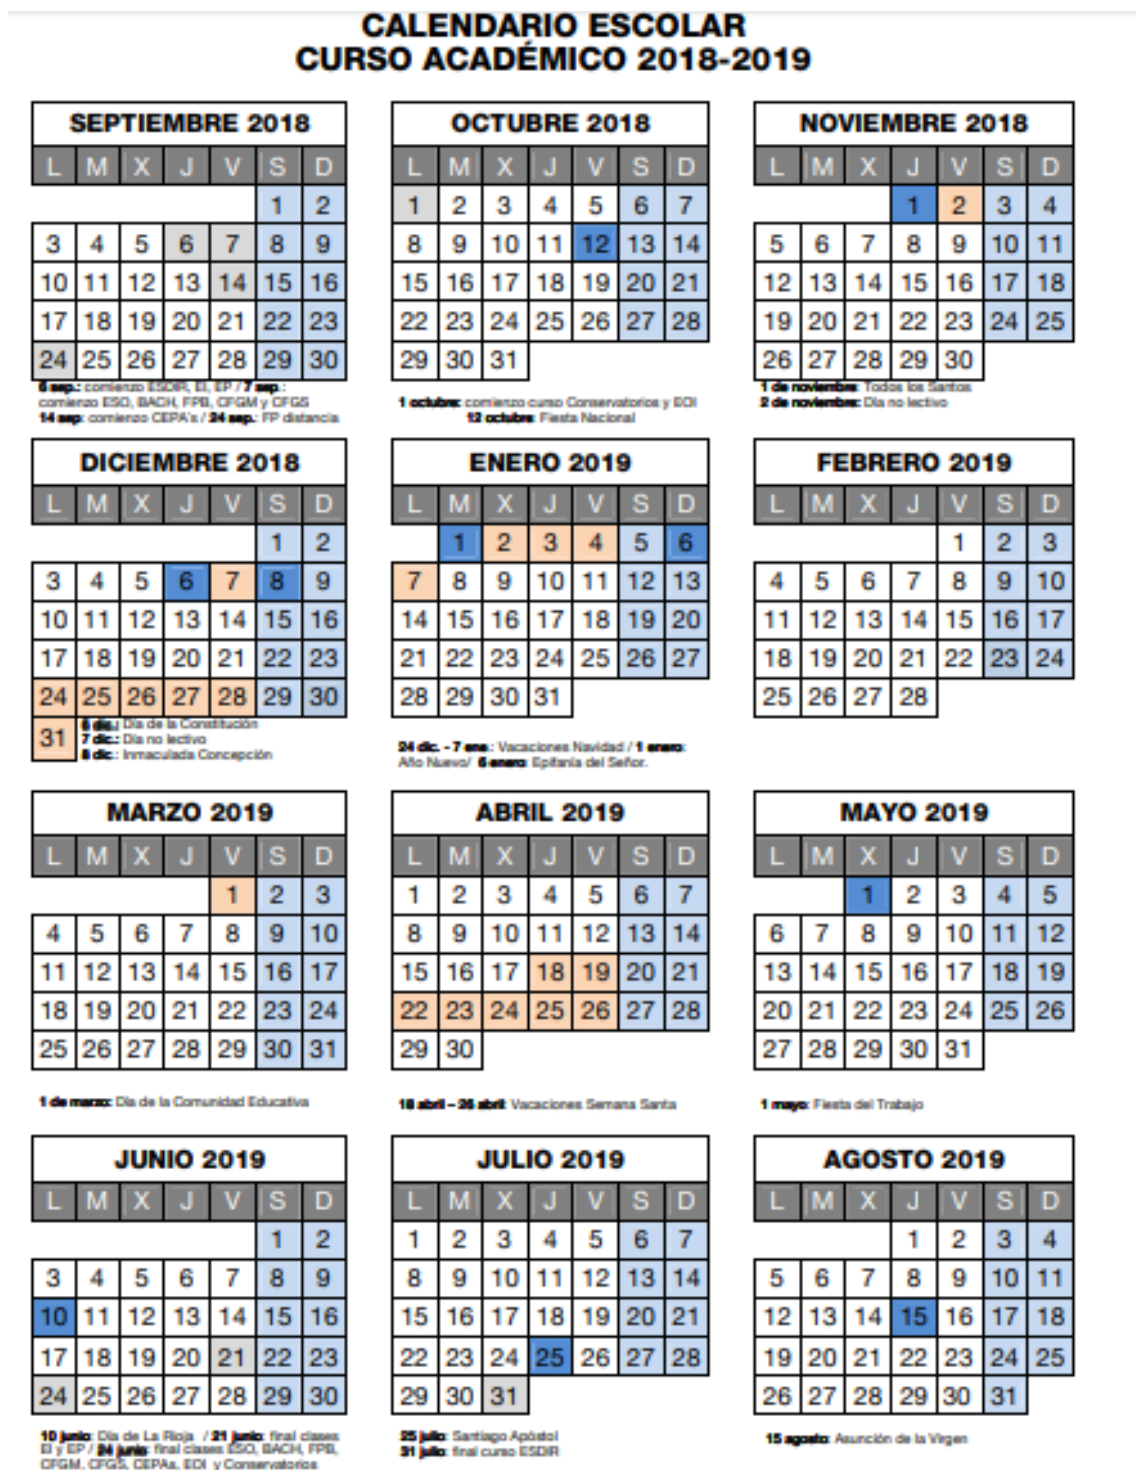 CALENDARIO ESCOLAR
CURSO ACADÉMICO 2018-2019
SEPTIEMBRE 2018
L M X J V S D
1 2
3 4 5 6 7 8 9
10 11 12 13 14 15 16
17 18 19 20 21 22 23
24 25 26 27 28 29 30
6 sep.: comienzo ESDIR, EI, EP / 7 sep.:
comienzo ESO, BACH, FPB, CFGM y CFGS
14 sep: comienzo CEPA's / 24 sep.: FP distancia
OCTUBRE 2018
L M X J V S D
1 2 3 4 5 6 7
8 9 10 11 12 13 14
15 16 17 18 19 20 21
22 23 24 25 26 27 28
29 30 31
1 octubre: comienzo curso Conservatorios y EOI
12 octubre: Fiesta Nacional
NOVIEMBRE 2018
L M X J V S D
1 2 3 4
5 6 7 8 9 10 11
12 13 14 15 16 17 18
19 20 21 22 23 24 25
26 27 28 29 30
1 de noviembre: Todos los Santos
2 de noviembre: Día no lectivo
DICIEMBRE 2018
L M X J V S D
1 2
3 4 5 6 7 8 9
10 11 12 13 14 15 16
17 18 19 20 21 22 23
24 25 26 27 28 29 30
31
6 dic.: Día de la Constitución
7 dic.: Día no lectivo
8 dic.: Inmaculada Concepción
ENERO 2019
L M X J V S D
1 2 3 4 5 6
7 8 9 10 11 12 13
14 15 16 17 18 19 20
21 22 23 24 25 26 27
28 29 30 31
24 dic. - 7 ene.: Vacaciones Navidad / 1 enero:
Año Nuevo/ 6 enero: Epifanía del Señor.
FEBRERO 2019
L M X J V S D
1 2 3
4 5 6 7 8 9 10
11 12 13 14 15 16 17
18 19 20 21 22 23 24
25 26 27 28
MARZO 2019
L M X J V S D
1 2 3
4 5 6 7 8 9 10
11 12 13 14 15 16 17
18 19 20 21 22 23 24
25 26 27 28 29 30 31
1 de marzo: Día de la Comunidad Educativa
ABRIL 2019
L M X J V S D
1 2 3 4 5 6 7
8 9 10 11 12 13 14
15 16 17 18 19 20 21
22 23 24 25 26 27 28
29 30
18 abril – 26 abril: Vacaciones Semana Santa
MAYO 2019
L M X J V S D
1 2 3 4 5
6 7 8 9 10 11 12
13 14 15 16 17 18 19
20 21 22 23 24 25 26
27 28 29 30 31
1 mayo: Fiesta del Trabajo
JUNIO 2019
L M X J V S D
1 2
3 4 5 6 7 8 9
10 11 12 13 14 15 16
17 18 19 20 21 22 23
24 25 26 27 28 29 30
10 junio: Día de La Rioja / 21 junio: final clases
EI y EP / 24 junio: final clases ESO, BACH, FPB,
CFGM, CFGS, CEPAs, EOI y Conservatorios
JULIO 2019
L M X J V S D
1 2 3 4 5 6 7
8 9 10 11 12 13 14
15 16 17 18 19 20 21
22 23 24 25 26 27 28
29 30 31
25 julio: Santiago Apóstol
31 julio: final curso ESDIR
AGOSTO 2019
L M X J V S D
1 2 3 4
5 6 7 8 9 10 11
12 13 14 15 16 17 18
19 20 21 22 23 24 25
26 27 28 29 30 31
15 agosto: Asunción de la Virgen